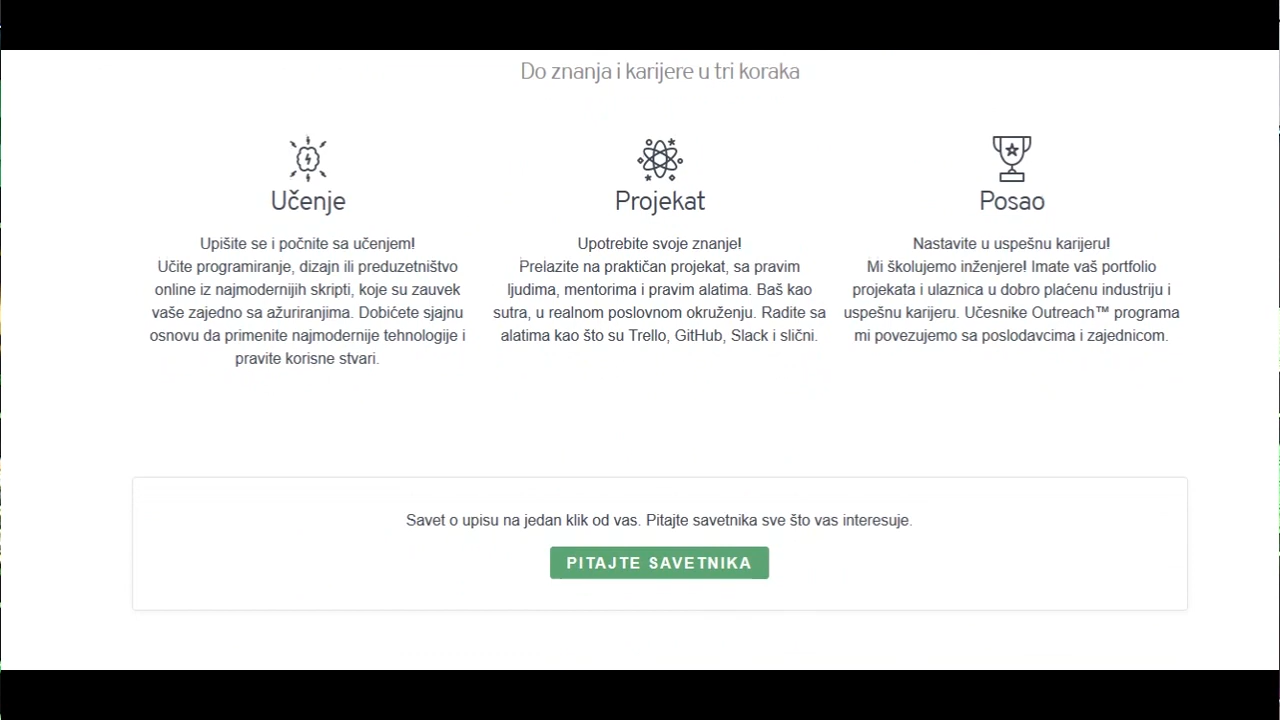 Do znanja i karijere u tri koraka
Učenje
Upišite se i počnite sa učenjem!
Učite programiranje, dizajn ili preduzetništvo
online iz najmodernijih skripti, koje su zauvek
vaše zajedno sa ažuriranjima. Dobićete sjajnu
osnovu da primenite najmodernije tehnologije i
pravite korisne stvari.
Projekat
Upotrebite svoje znanje!
Prelazite na praktičan projekat, sa pravim
ljudima, mentorima i pravim alatima. Baš kao
sutra, u realnom poslovnom okruženju. Radite sa
alatima kao što su Trello, GitHub, Slack i slični.
Posao
Nastavite u uspešnu karijeru!
Mi školujemo inženjere! Imate vaš portfolio
projekata i ulaznica u dobro plaćenu industriju i
uspešnu karijeru. Učesnike Outreach™ programa
mi povezujemo sa poslodavcima i zajednicom.
Savet o upisu na jedan klik od vas. Pitajte savetnika sve što vas interesuje.
PITAJTE SAVETNIKA